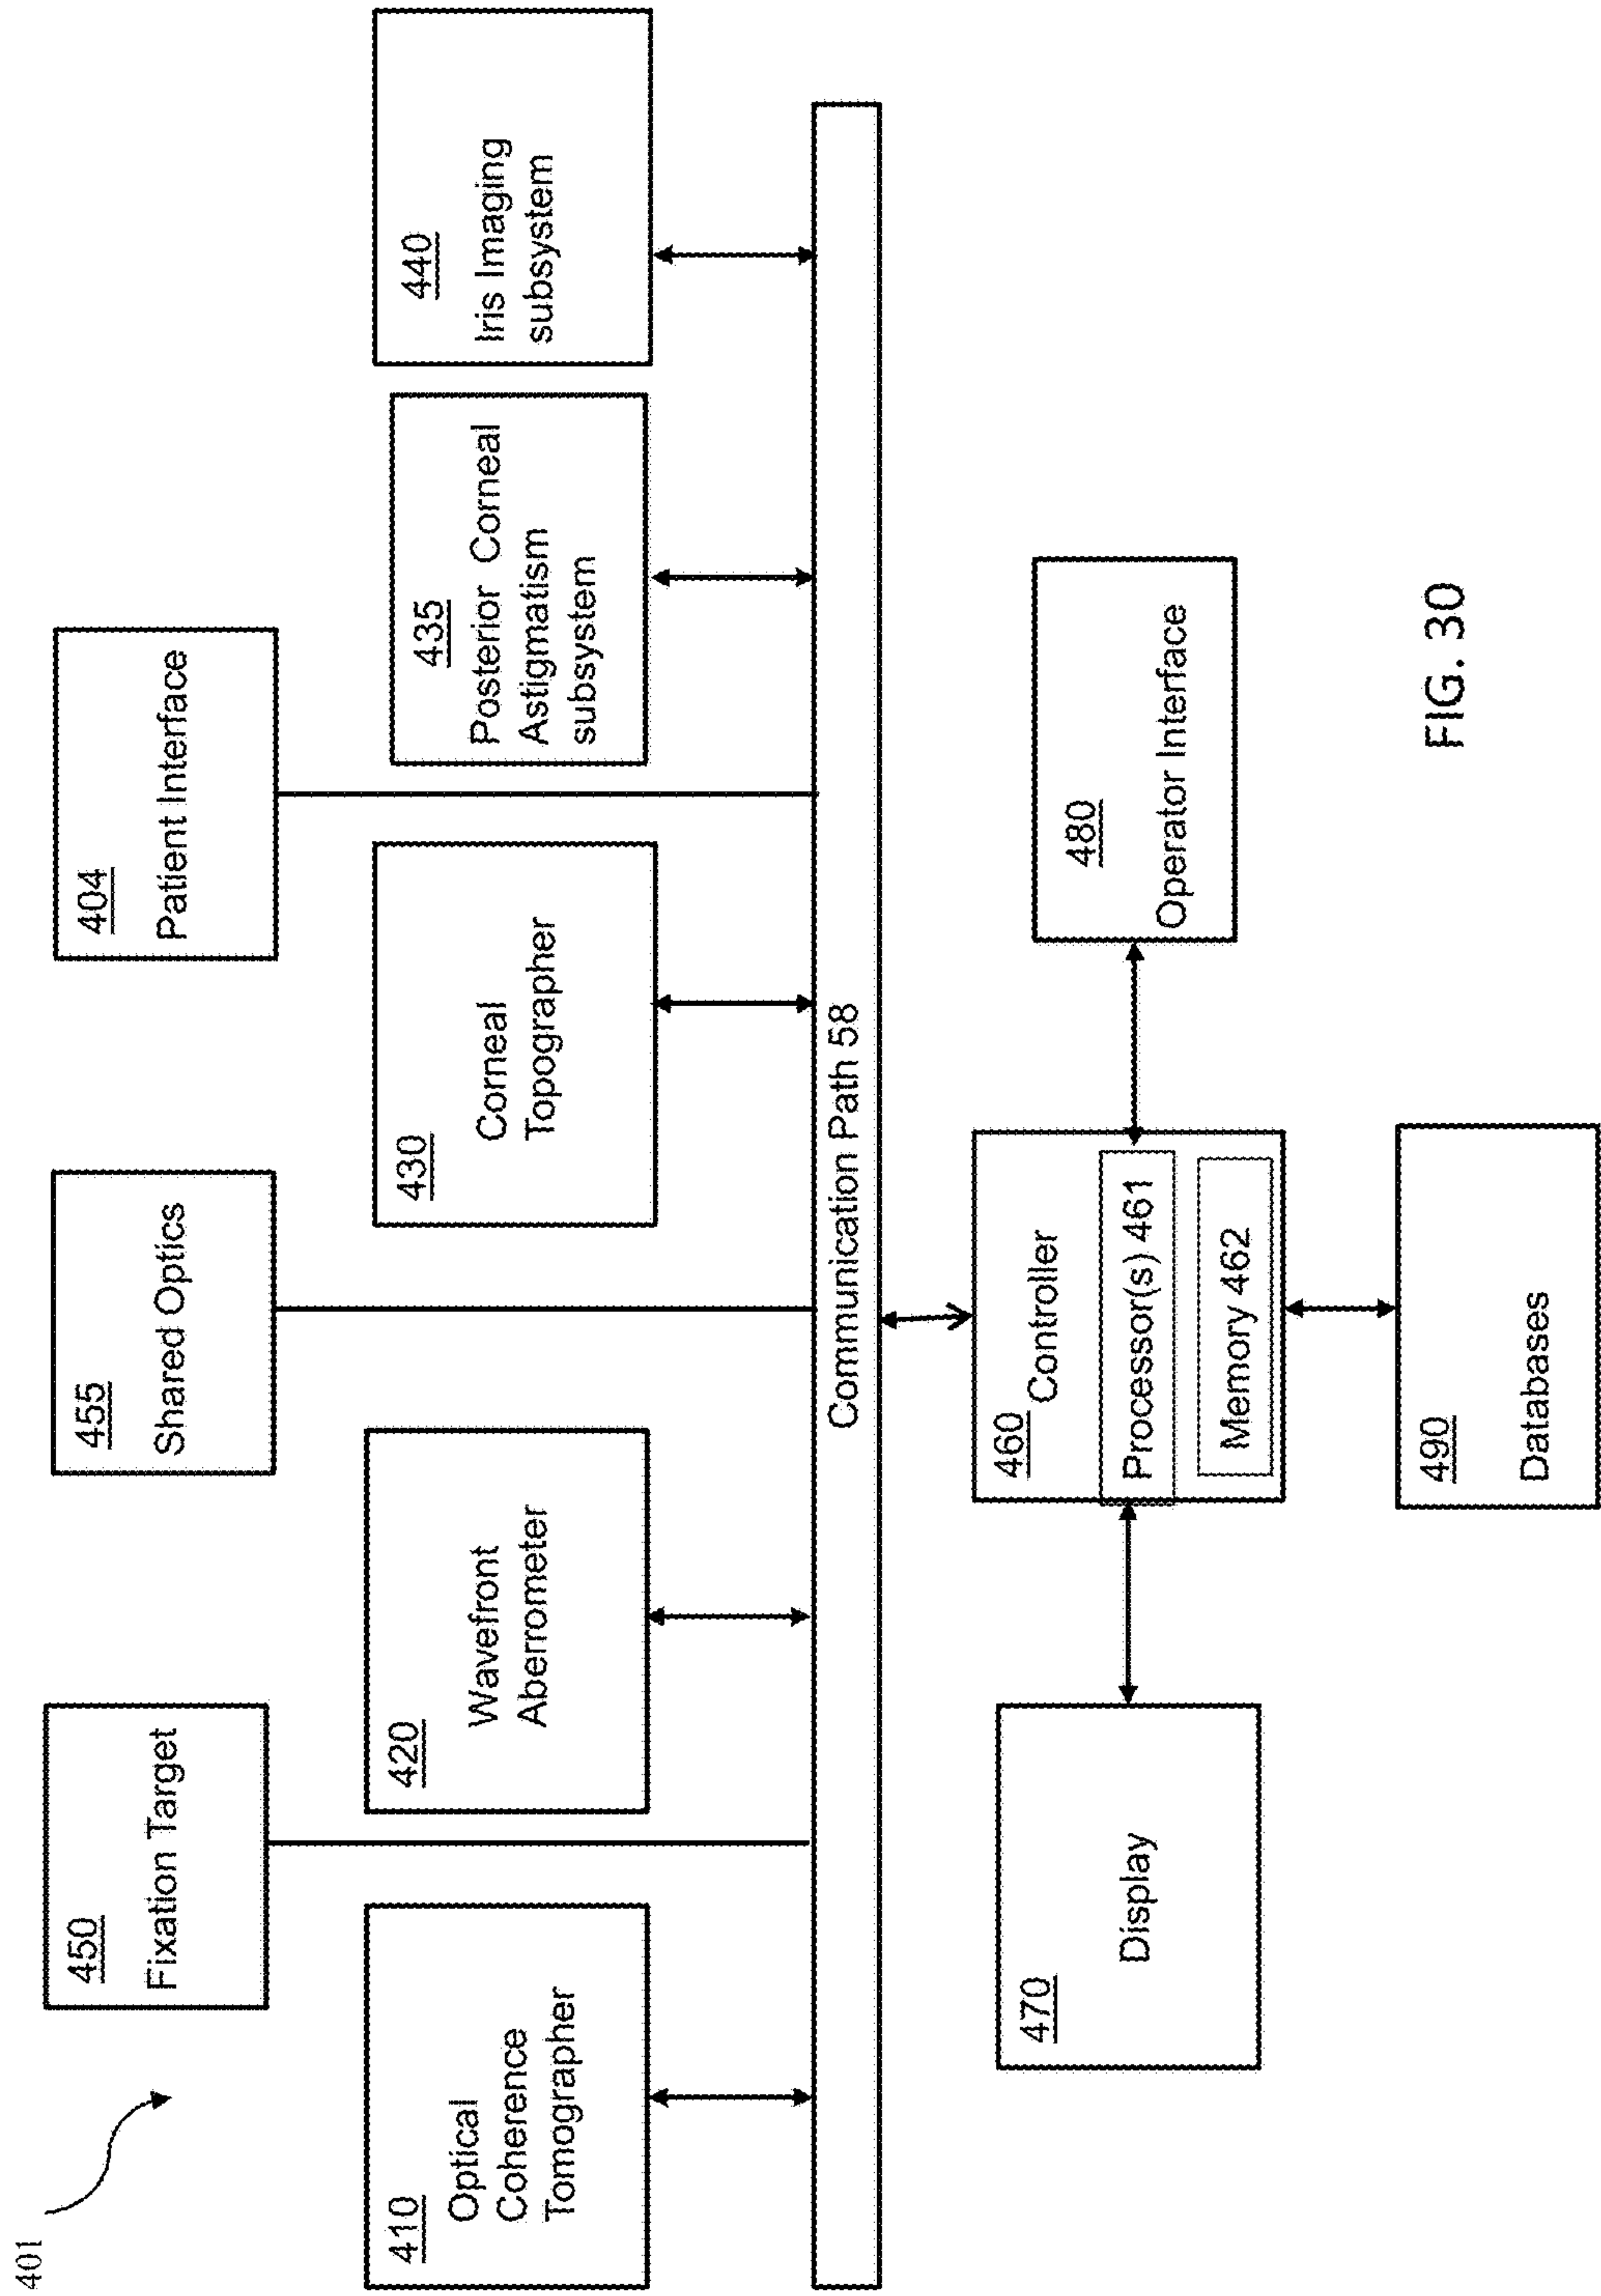 401
450
Fixation Target
455
Shared Optics
404
Patient Interface
410
Optical
Coherence
Tomographer
420
Wavefront
Aberrometer
430
Corneal
Topographer
435
Posterior Corneal
Astigmatism
subsystem
440
Iris Imaging
subsystem
Communication Path 58
470
Display
460
Controller
Processor(s) 461
Memory 462
480
Operator Interface
490
Databases
FIG. 30